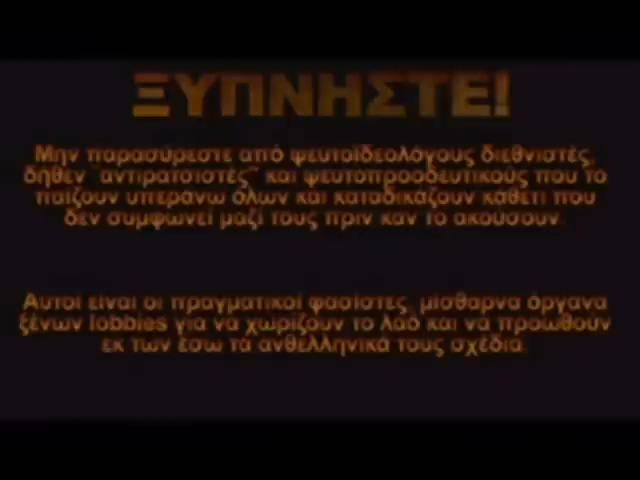 ΞΥΠΝΗΣΤΕ!
Μην παρασύρεστε από ψευτοϊδεολόγους διεθνιστές,
δήθεν "αντιρατσιστές" και ψευτοπροοδευτικούς που το
παίζουν υπεράνω όλων και καταδικάζουν κάθετι που
δεν συμφωνεί μαζί τους πριν καν το ακούσουν.
Αυτοί είναι οι πραγματικοί φασίστες, μίσθαρνα όργανα
ξένων lobbies για να χωρίζουν το λαό και να προωθούν
εκ των έσω τα ανθελληνικά τους σχέδια.